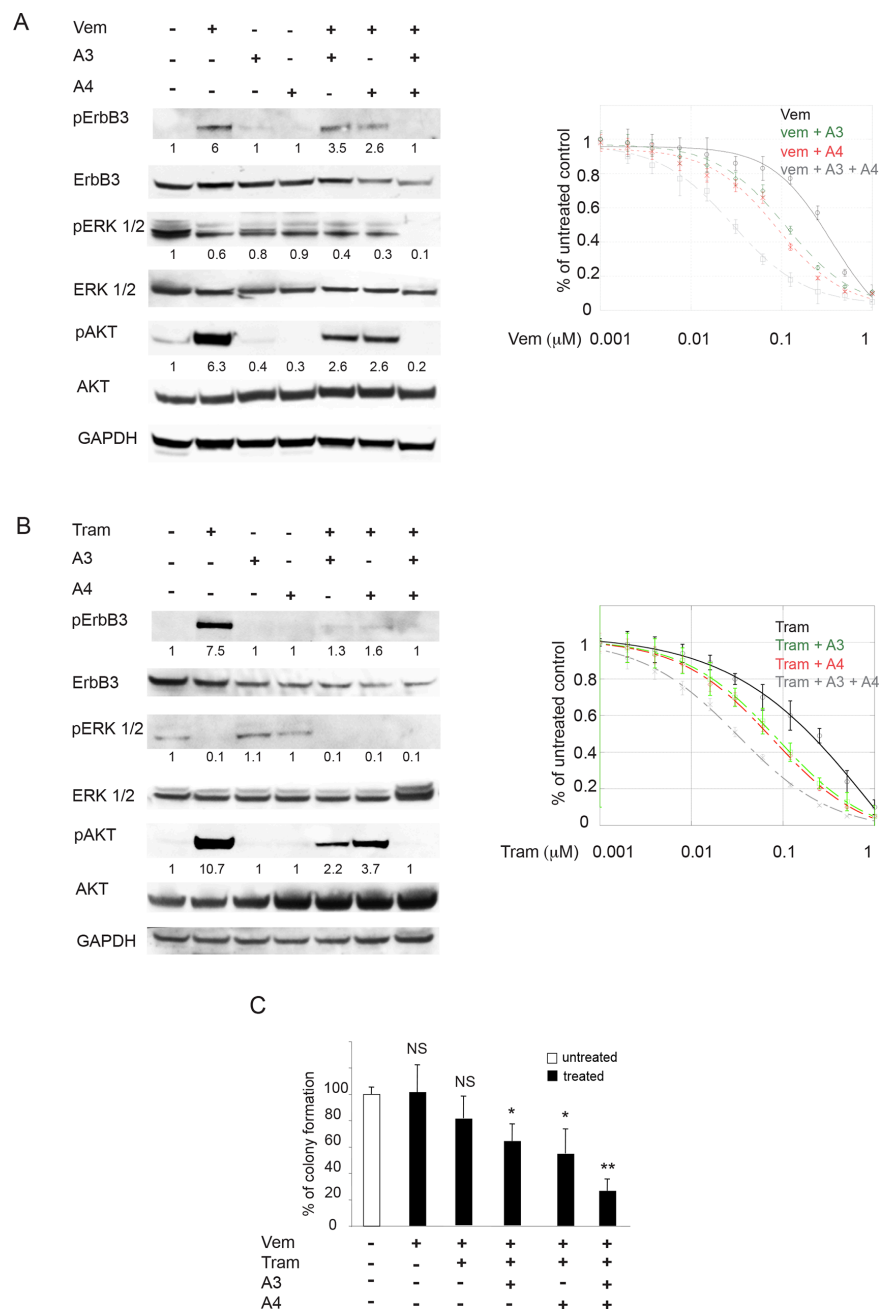 A
Vem - + - - + + +
A3 - - + - + - +
A4 - - - + - + +
pErbB3
1 6 1 1 3.5 2.6 1
ErbB3
pERK 1/2
1 0.6 0.8 0.9 0.4 0.3 0.1
ERK 1/2
pAKT
1 6.3 0.4 0.3 2.6 2.6 0.2
AKT
GAPDH
% of untreated control
1
0.8
0.6
0.4
0.2
0
Vem
vem + A3
vem + A4
vem + A3 + A4
Vem (μM) 0.001 0.01 0.1 1
B
Tram - + - - + + +
A3 - - + - + - +
A4 - - - + - + +
pErbB3
1 7.5 1 1 1.3 1.6 1
ErbB3
pERK 1/2
1 0.1 1.1 1 0.1 0.1 0.1
ERK 1/2
pAKT
1 10.7 1 1 2.2 3.7 1
AKT
GAPDH
% of untreated control
1
0.8
0.6
0.4
0.2
0
Tram
Tram + A3
Tram + A4
Tram + A3 + A4
Tram (μM) 0.001 0.01 0.1 1
C
% of colony formation
100
80
60
40
20
0
NS
NS
*
*
**
untreated
treated
Vem - + + + + +
Tram - - + + + +
A3 - - - + - +
A4 - - - - + +